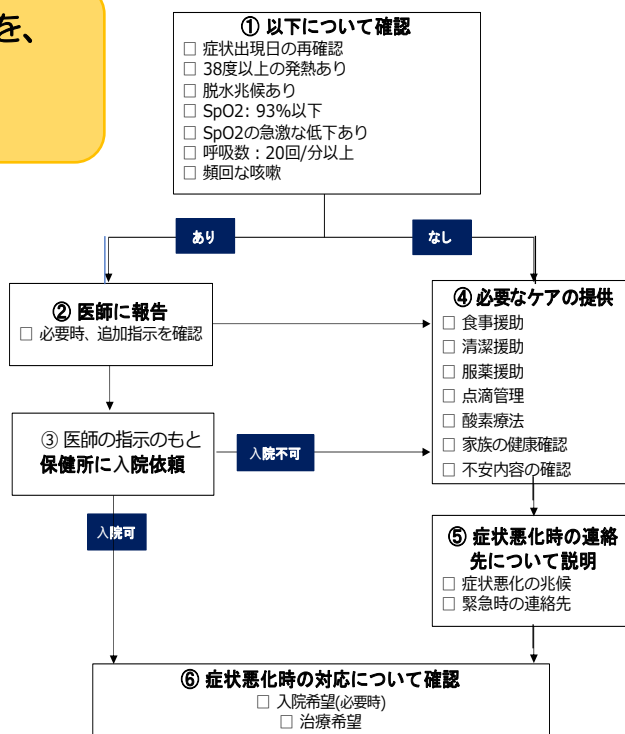 を、
① 以下について確認
□ 症状出現日の再確認
□ 38度以上の発熱あり
□ 脱水兆候あり
□ SpO2: 93%以下
□ SpO2の急激な低下あり
□ 呼吸数：20回/分以上
□ 頻回な咳嗽
あり
なし
② 医師に報告
□ 必要時、追加指示を確認
④ 必要なケアの提供
□ 食事援助
□ 清潔援助
□ 服薬援助
□ 点滴管理
□ 酸素療法
□ 家族の健康確認
□ 不安内容の確認
③ 医師の指示のもと
保健所に入院依頼
入院不可
入院可
⑤ 症状悪化時の連絡
先について説明
□ 症状悪化の兆候
□ 緊急時の連絡先
⑥ 症状悪化時の対応について確認
□ 入院希望(必要時)
□ 治療希望